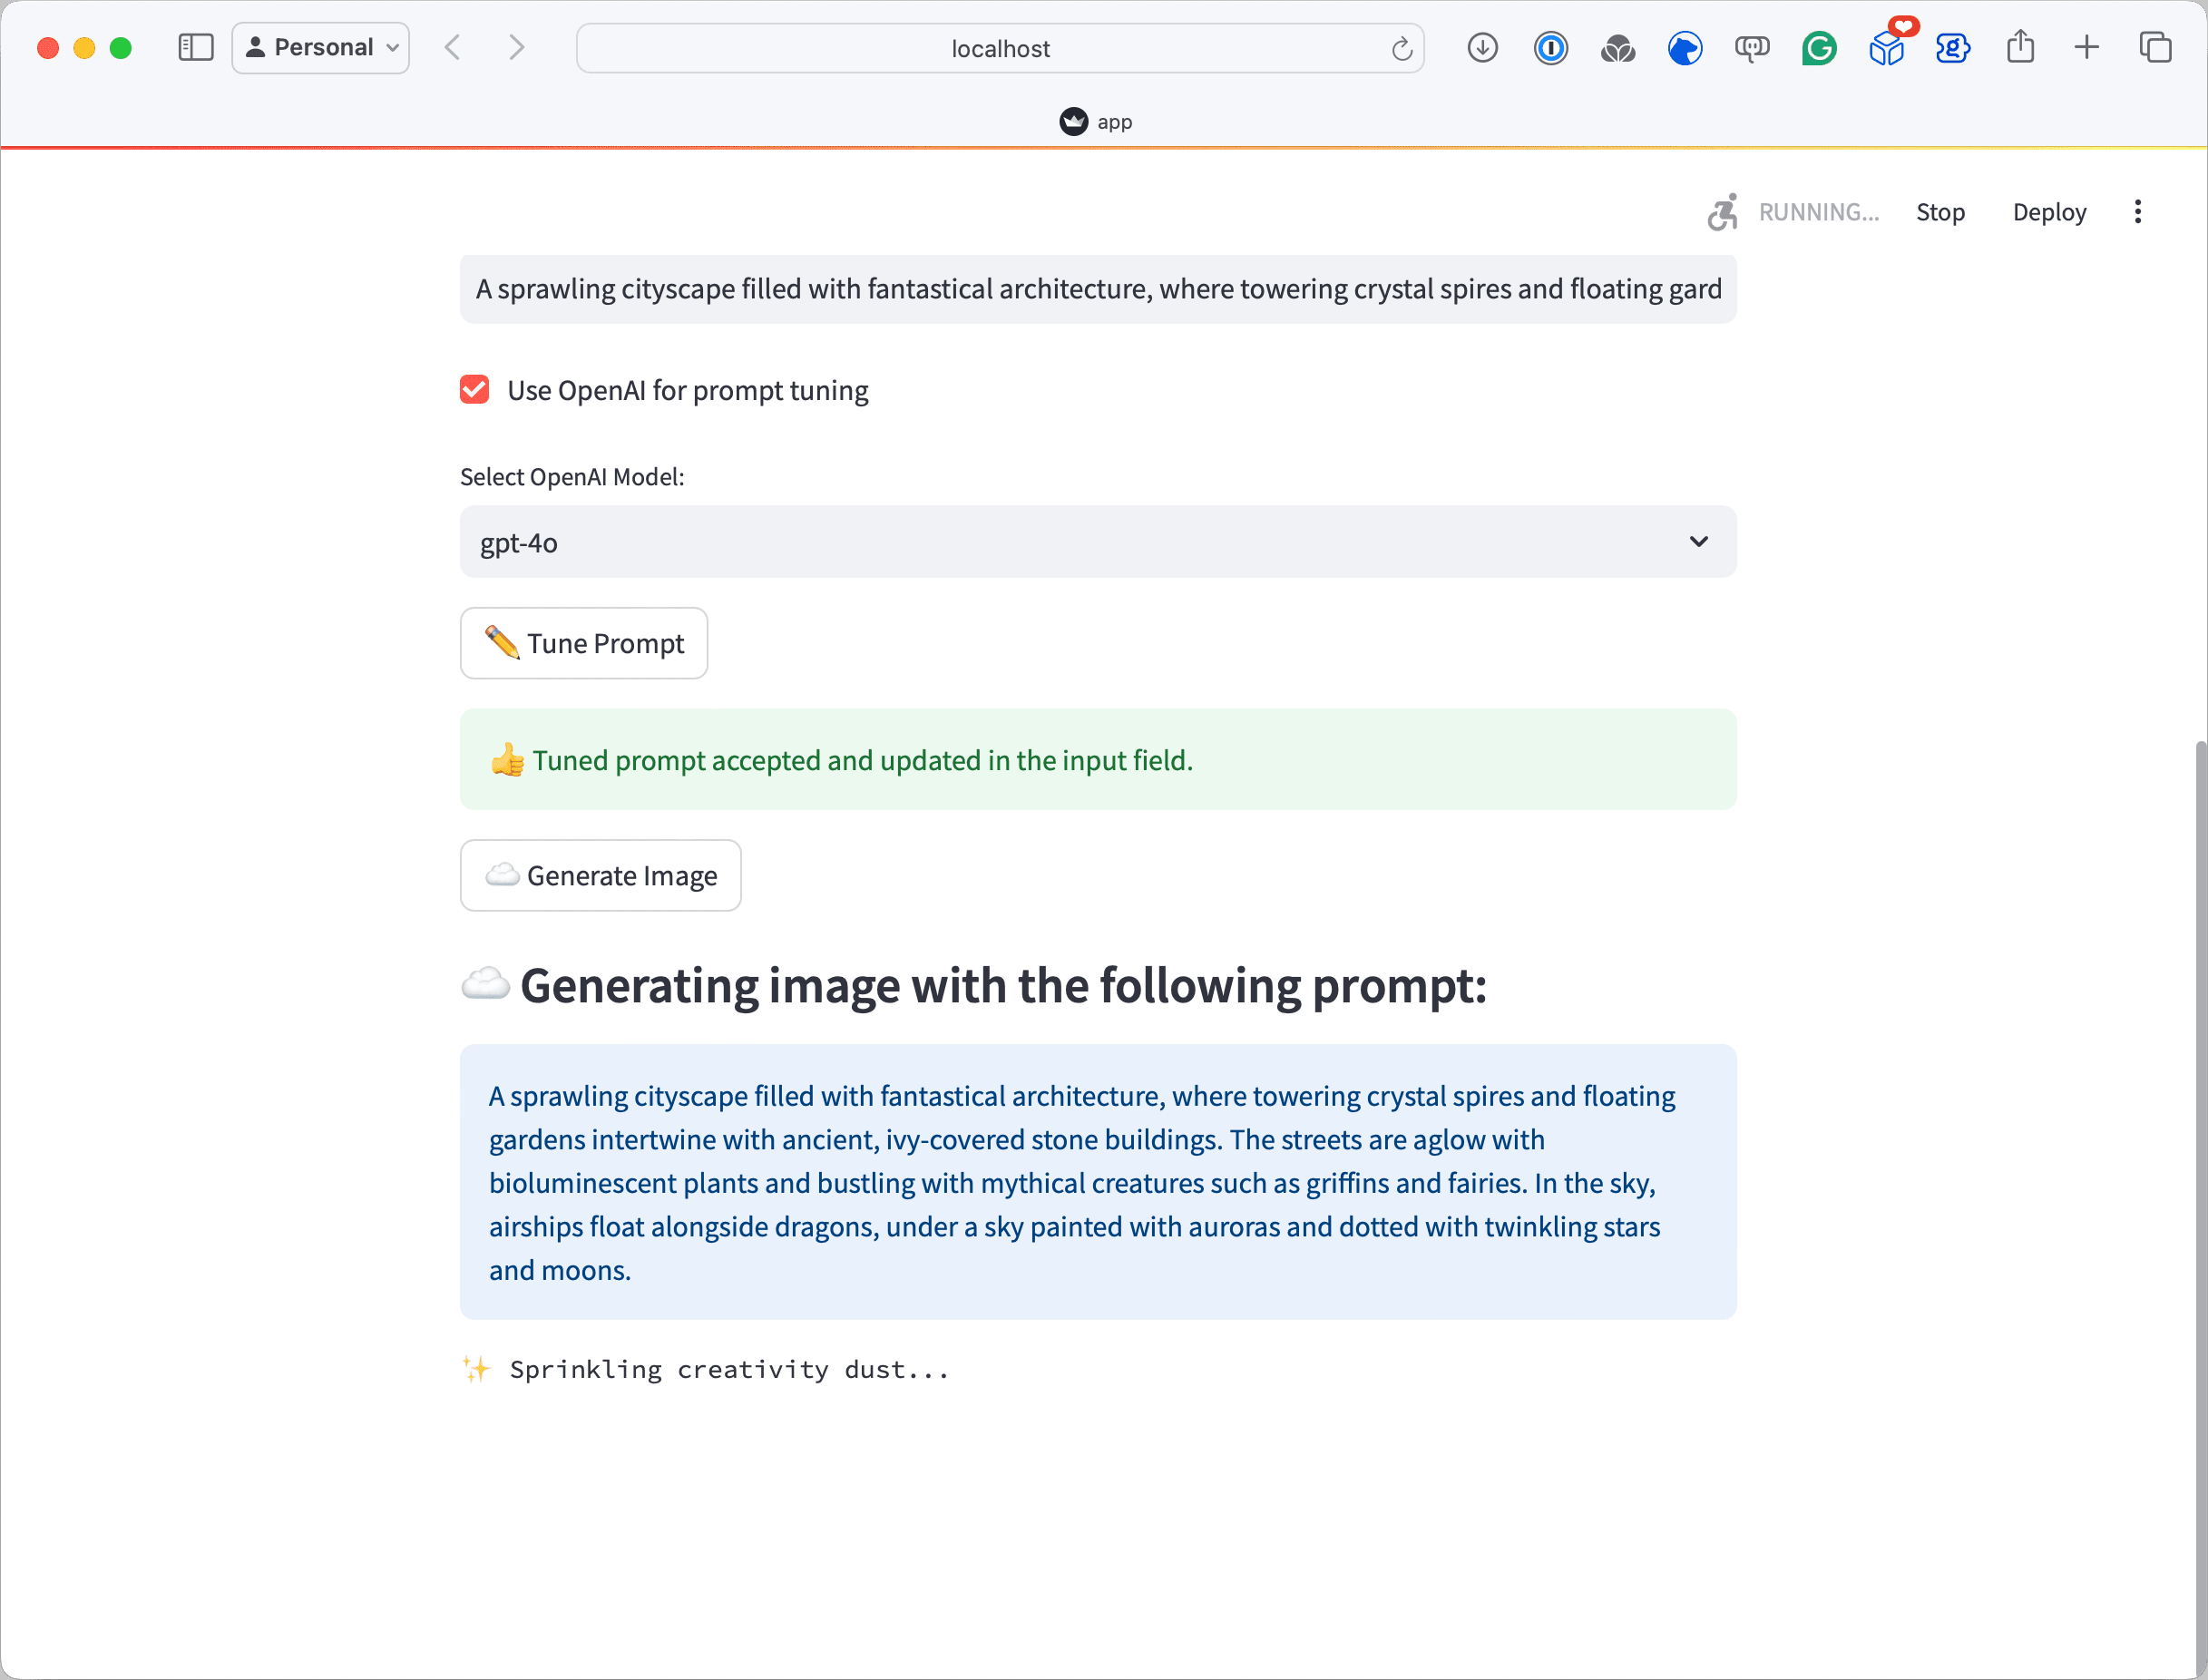 Personal
localhost
app
RUNNING...
Stop
Deploy
A sprawling cityscape filled with fantastical architecture, where towering crystal spires and floating gard
Use OpenAI for prompt tuning
Select OpenAI Model:
gpt-4o
✏️ Tune Prompt
👍 Tuned prompt accepted and updated in the input field.
☁️ Generate Image
☁️ Generating image with the following prompt:
A sprawling cityscape filled with fantastical architecture, where towering crystal spires and floating
gardens intertwine with ancient, ivy-covered stone buildings. The streets are aglow with
bioluminescent plants and bustling with mythical creatures such as griffins and fairies. In the sky,
airships float alongside dragons, under a sky painted with auroras and dotted with twinkling stars
and moons.
✨ Sprinkling creativity dust...